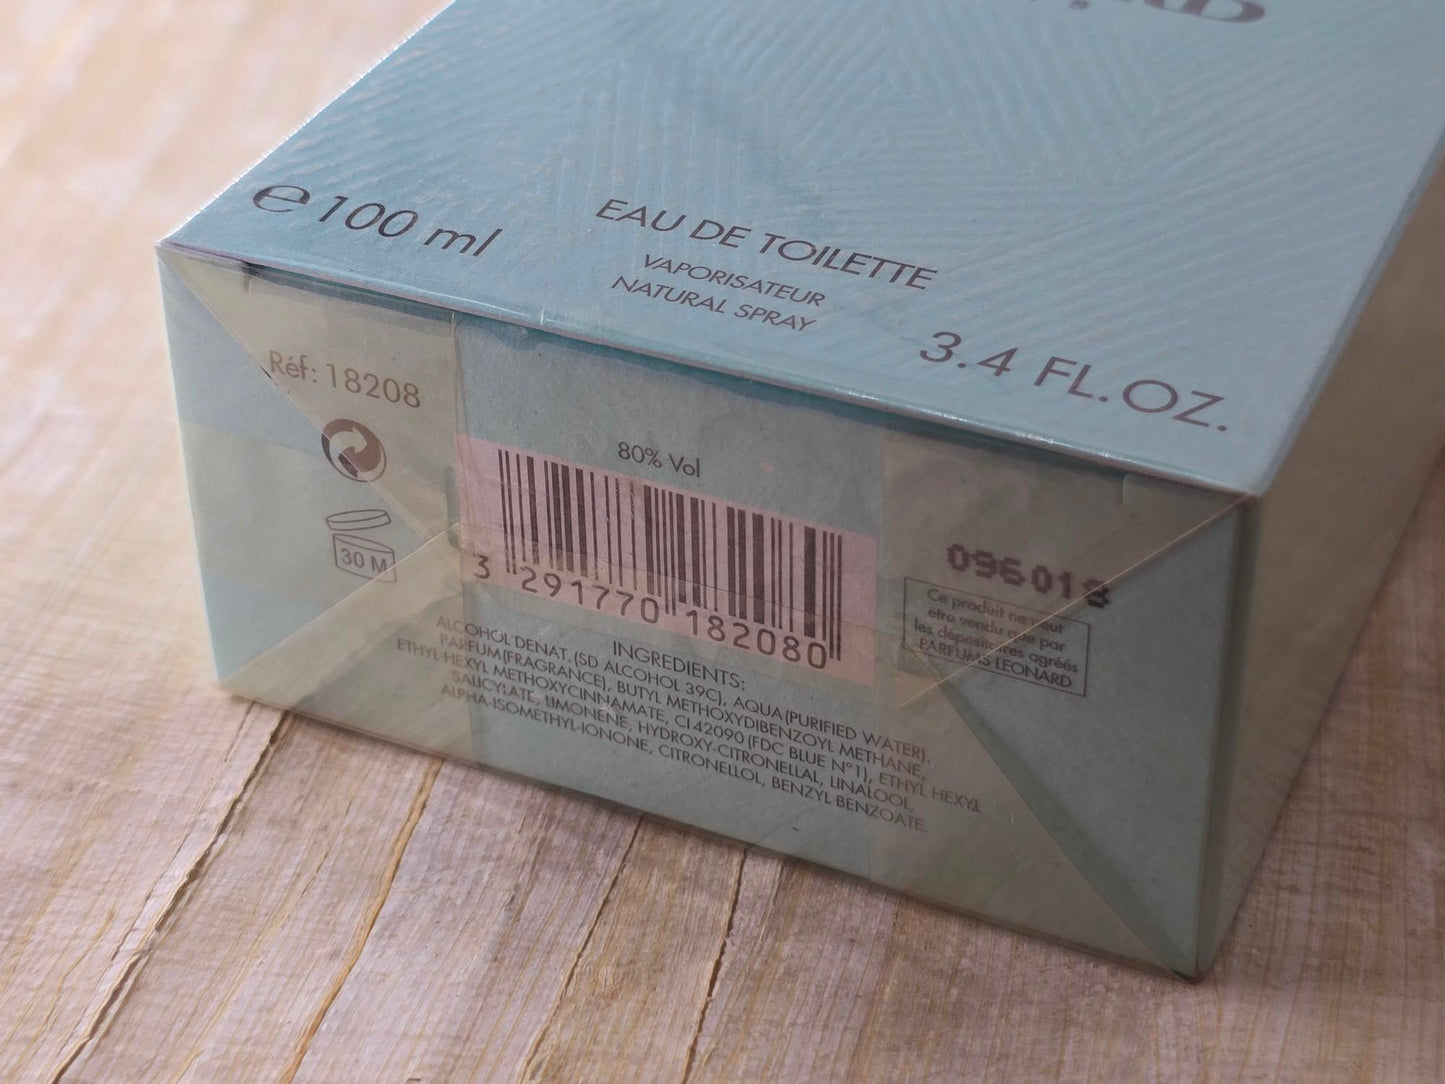 e 100 ml
EAU DE TOILETTE
VAPORISATEUR
NATURAL SPRAY
3.4 FL.OZ.
Réf: 18208
30 M
80% Vol
3 291770 182080
INGREDIENTS:
ALCOHOL DENAT. (SD ALCOHOL 39C), AQUA (PURIFIED WATER),
PARFUM (FRAGRANCE), BUTYL METHOXYDIBENZOYL METHANE,
ETHYL HEXYL METHOXYCINNAMATE, CI 42090 (FDC BLUE N°1), ETHYL HEXYL
SALICYLATE, LIMONENE, HYDROXY-CITRONELLAL, LINALOOL,
ALPHA-ISOMETHYL-IONONE, CITRONELLOL, BENZYL BENZOATE.
096013
Ce produit ne peut
être vendu que par
les dépositaires agréés
PARFUMS LEONARD